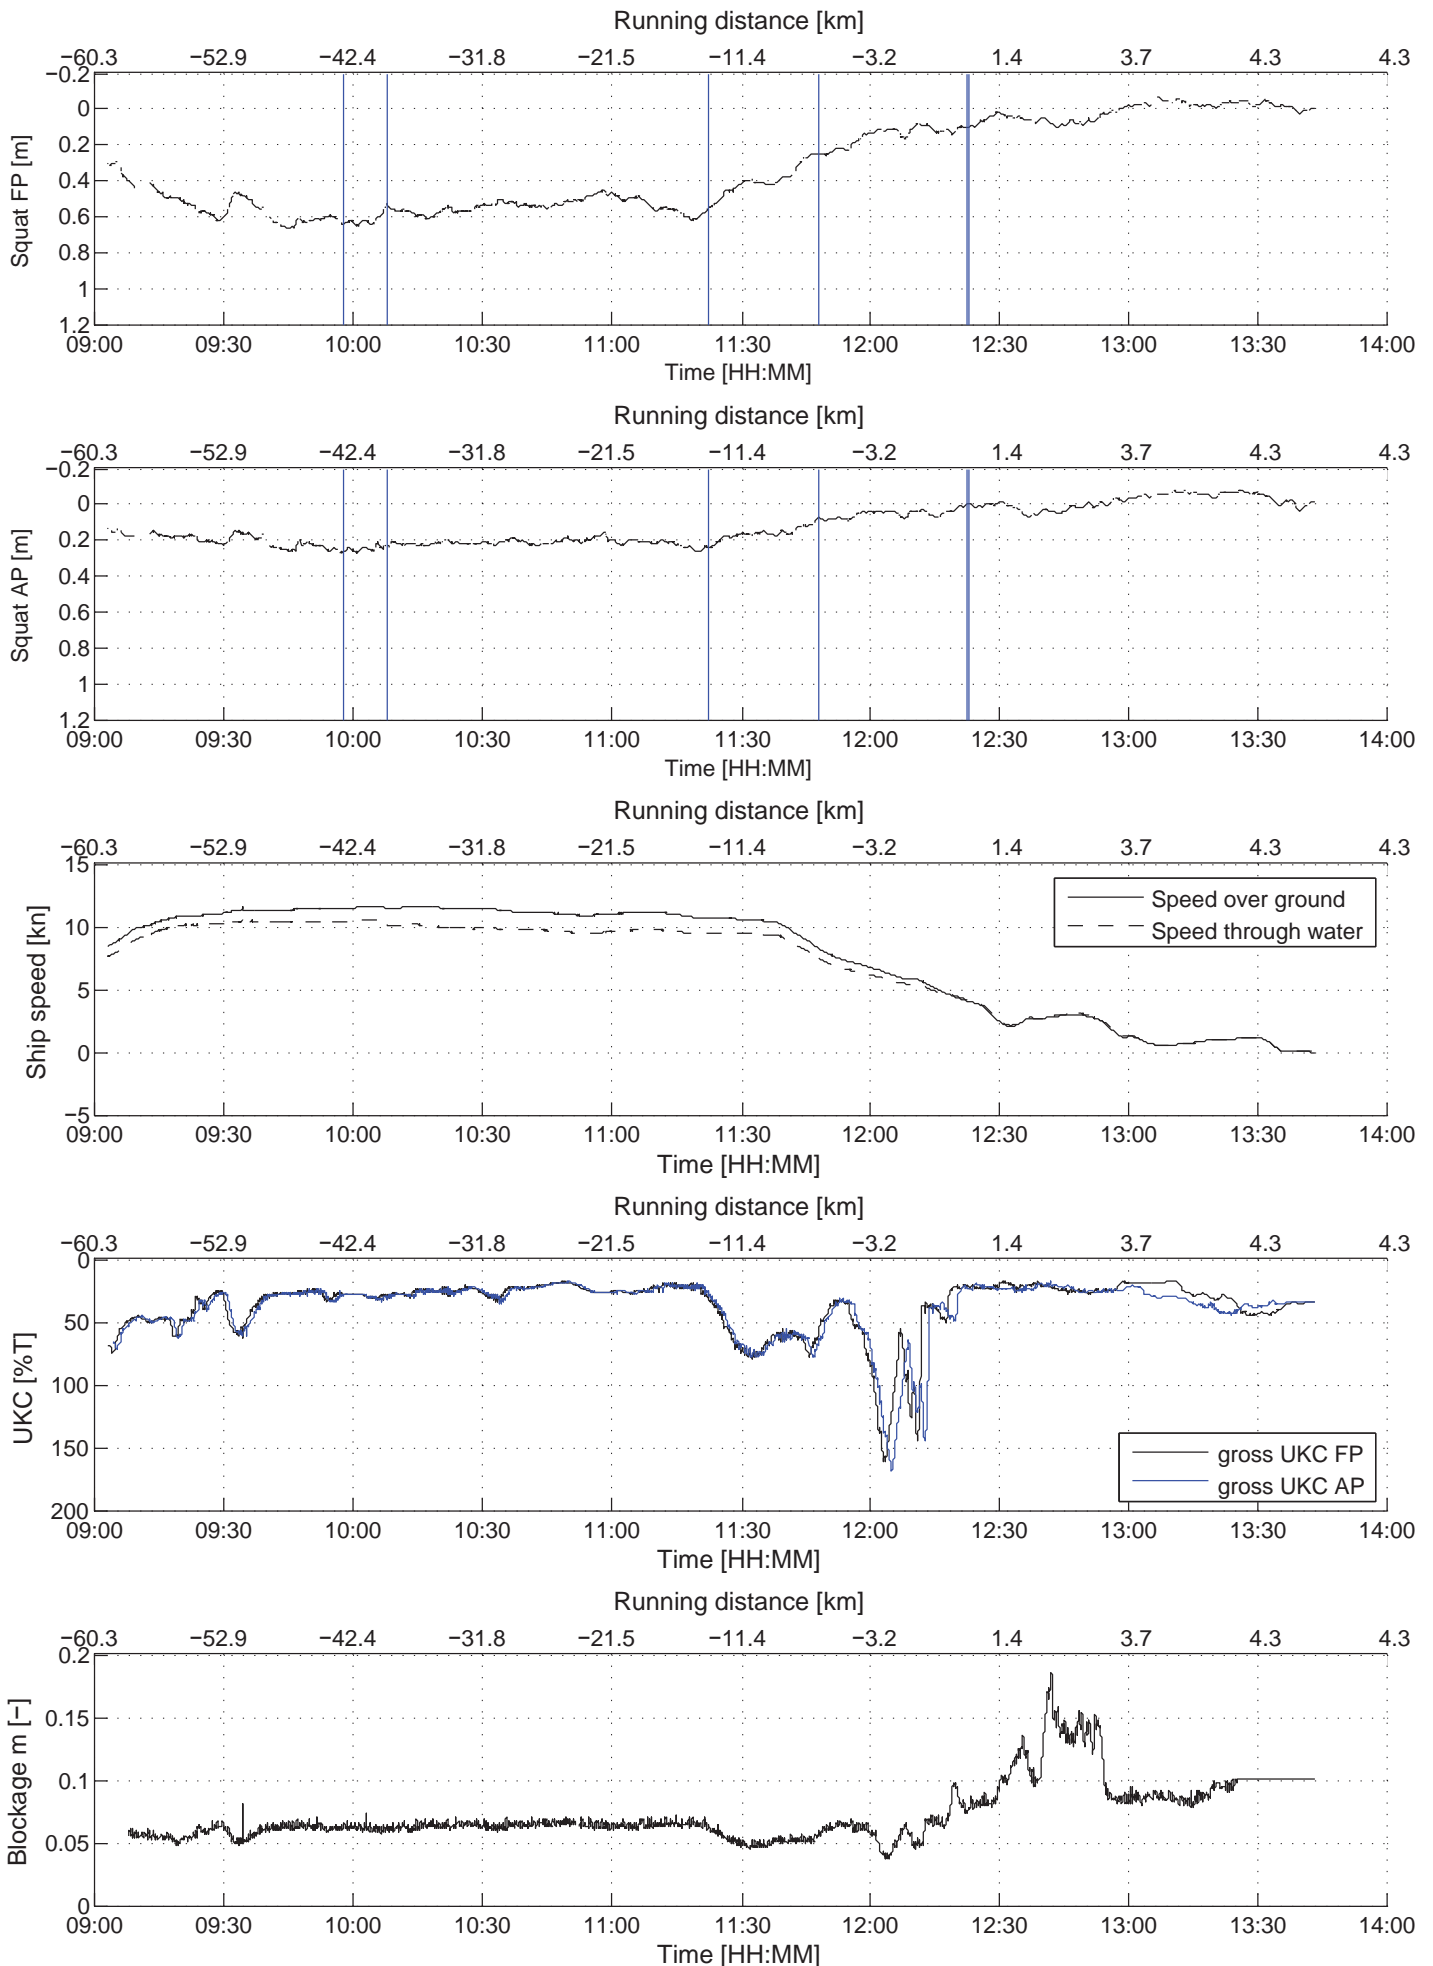 Running distance [km]
−60.3 −52.9 −42.4 −31.8 −21.5 −11.4 −3.2 1.4 3.7 4.3 4.3
−0.2
0
0.2
0.4
0.6
0.8
1
1.2
Squat FP [m]
09:00 09:30 10:00 10:30 11:00 11:30 12:00 12:30 13:00 13:30 14:00
Time [HH:MM]
Running distance [km]
−60.3 −52.9 −42.4 −31.8 −21.5 −11.4 −3.2 1.4 3.7 4.3 4.3
−0.2
0
0.2
0.4
0.6
0.8
1
1.2
Squat AP [m]
09:00 09:30 10:00 10:30 11:00 11:30 12:00 12:30 13:00 13:30 14:00
Time [HH:MM]
Running distance [km]
−60.3 −52.9 −42.4 −31.8 −21.5 −11.4 −3.2 1.4 3.7 4.3 4.3
15
10
5
0
−5
Ship speed [kn]
Speed over ground
Speed through water
09:00 09:30 10:00 10:30 11:00 11:30 12:00 12:30 13:00 13:30 14:00
Time [HH:MM]
Running distance [km]
−60.3 −52.9 −42.4 −31.8 −21.5 −11.4 −3.2 1.4 3.7 4.3 4.3
0
50
100
150
200
UKC [%T]
gross UKC FP
gross UKC AP
09:00 09:30 10:00 10:30 11:00 11:30 12:00 12:30 13:00 13:30 14:00
Time [HH:MM]
Running distance [km]
−60.3 −52.9 −42.4 −31.8 −21.5 −11.4 −3.2 1.4 3.7 4.3 4.3
0.2
0.15
0.1
0.05
0
Blockage m [−]
09:00 09:30 10:00 10:30 11:00 11:30 12:00 12:30 13:00 13:30 14:00
Time [HH:MM]